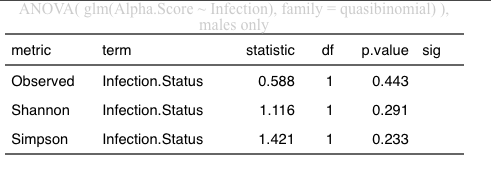 ANOVA( glm(Alpha.Score ~ Infection), family = quasibinomial) ),
males only
metric term statistic df p.value sig
Observed Infection.Status 0.588 1 0.443
Shannon Infection.Status 1.116 1 0.291
Simpson Infection.Status 1.421 1 0.233